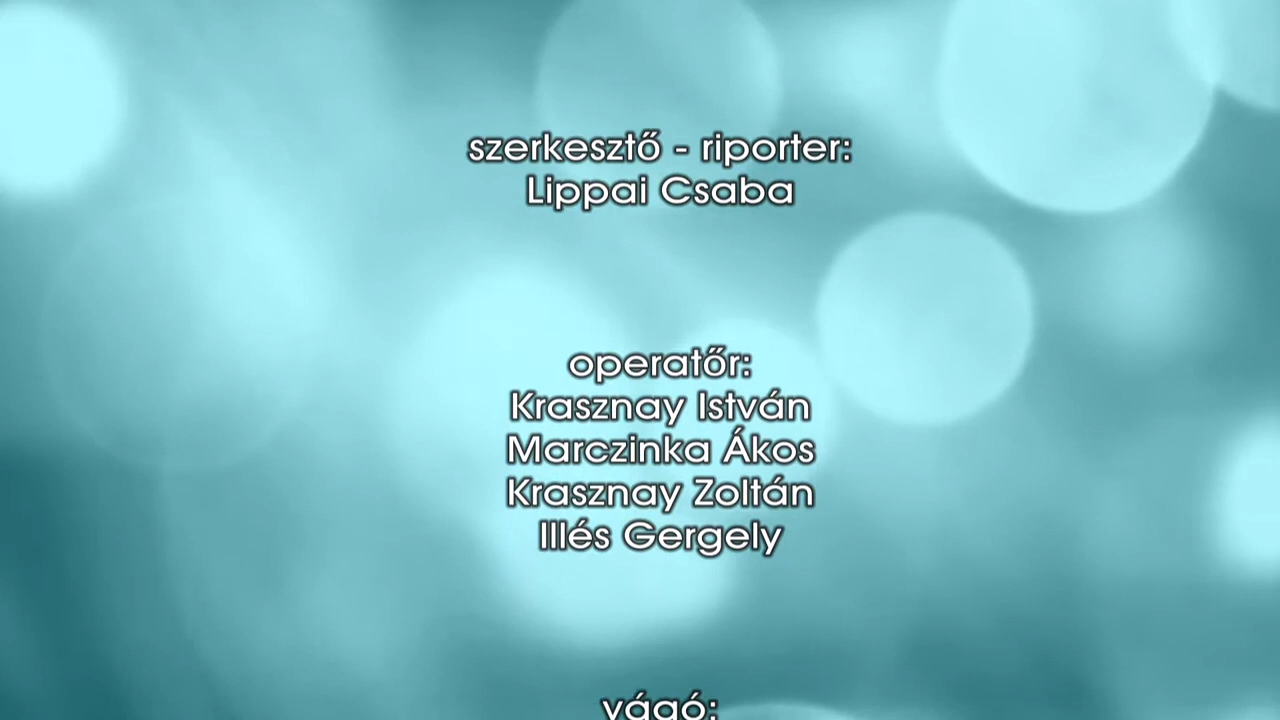 szerkesztő - riporter:
Lippai Csaba
operatőr:
Krasznay István
Marczinka Ákos
Krasznay Zoltán
Illés Gergely
vágó: